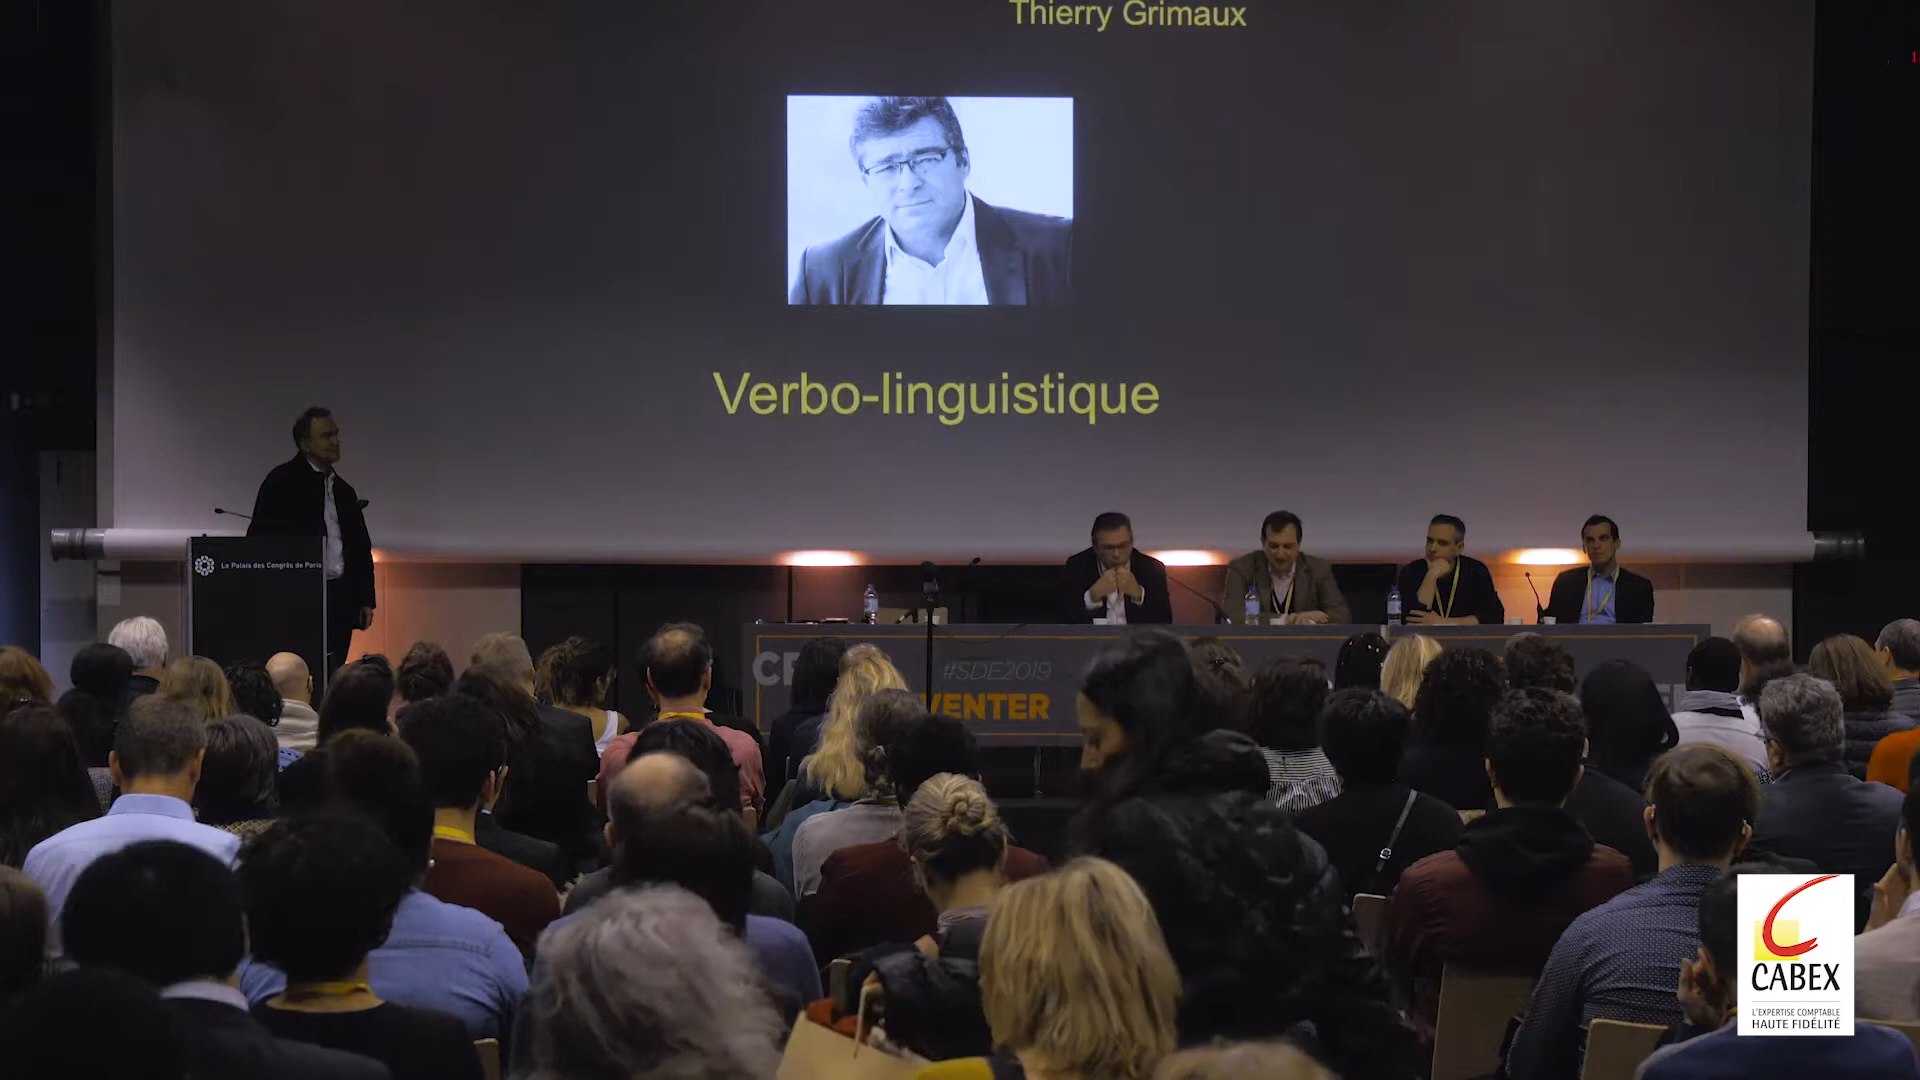 Thierry Grimaux
Verbo-linguistique
Le Palais des Congrès de Paris
#SDE2019
VENTER
CABEX
L'EXPERTISE COMPTABLE
HAUTE FIDÉLITÉ